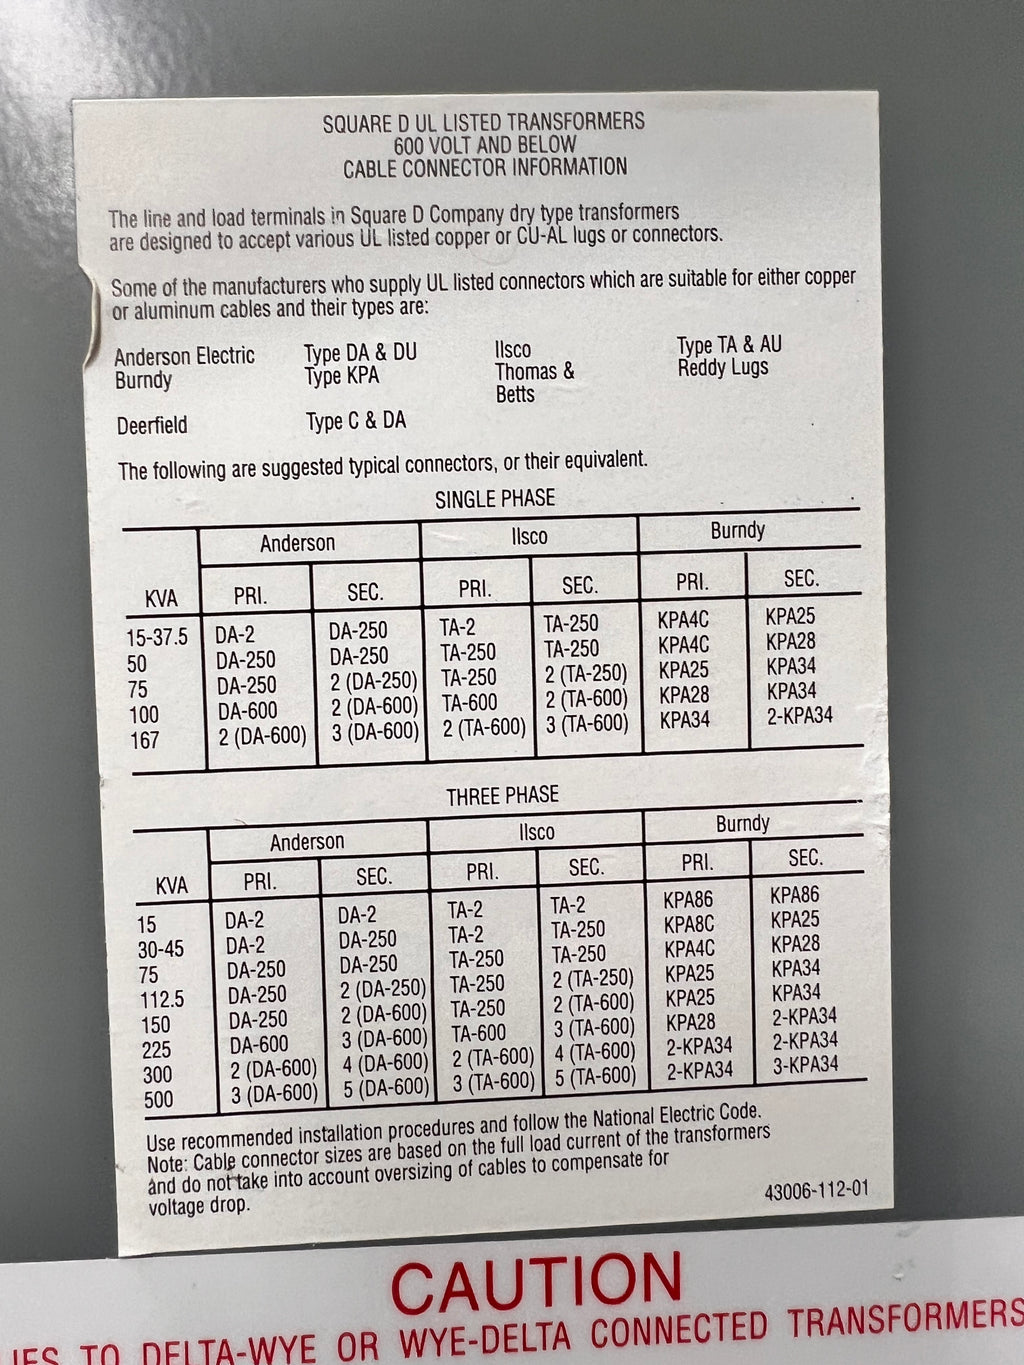 SQUARE D UL LISTED TRANSFORMERS
600 VOLT AND BELOW
CABLE CONNECTOR INFORMATION
The line and load terminals in Square D Company dry type transformers
are designed to accept various UL listed copper or CU-AL lugs or connectors.
Some of the manufacturers who supply UL listed connectors which are suitable for either copper
or aluminum cables and their types are:
Anderson Electric Type DA & DU Ilsco Type TA & AU
Burndy Type KPA Thomas & Reddy Lugs
Betts
Deerfield Type C & DA
The following are suggested typical connectors, or their equivalent.
SINGLE PHASE
Anderson Ilsco Burndy
KVA PRI. SEC. PRI. SEC. PRI. SEC.
15-37.5 DA-2 DA-250 TA-2 TA-250 KPA4C KPA25
50 DA-250 DA-250 TA-250 TA-250 KPA4C KPA28
75 DA-250 2 (DA-250) TA-250 2 (TA-250) KPA25 KPA34
100 DA-600 2 (DA-600) TA-600 2 (TA-600) KPA28 KPA34
167 2 (DA-600) 3 (DA-600) 2 (TA-600) 3 (TA-600) KPA34 2-KPA34
THREE PHASE
Anderson Ilsco Burndy
KVA PRI. SEC. PRI. SEC. PRI. SEC.
15 DA-2 DA-2 TA-2 TA-2 KPA86 KPA86
30-45 DA-2 DA-250 TA-2 TA-250 KPA8C KPA25
75 DA-250 DA-250 TA-250 TA-250 KPA4C KPA28
112.5 DA-250 2 (DA-250) TA-250 2 (TA-250) KPA25 KPA34
150 DA-250 2 (DA-600) TA-250 2 (TA-600) KPA25 KPA34
225 DA-600 3 (DA-600) TA-600 3 (TA-600) KPA28 2-KPA34
300 2 (DA-600) 4 (DA-600) 2 (TA-600) 4 (TA-600) 2-KPA34 2-KPA34
500 3 (DA-600) 5 (DA-600) 3 (TA-600) 5 (TA-600) 2-KPA34 3-KPA34
Use recommended installation procedures and follow the National Electric Code.
Note: Cable connector sizes are based on the full load current of the transformers
and do not take into account oversizing of cables to compensate for
voltage drop.
43006-112-01
CAUTION
TO DELTA-WYE OR WYE-DELTA CONNECTED TRANSFORMERS